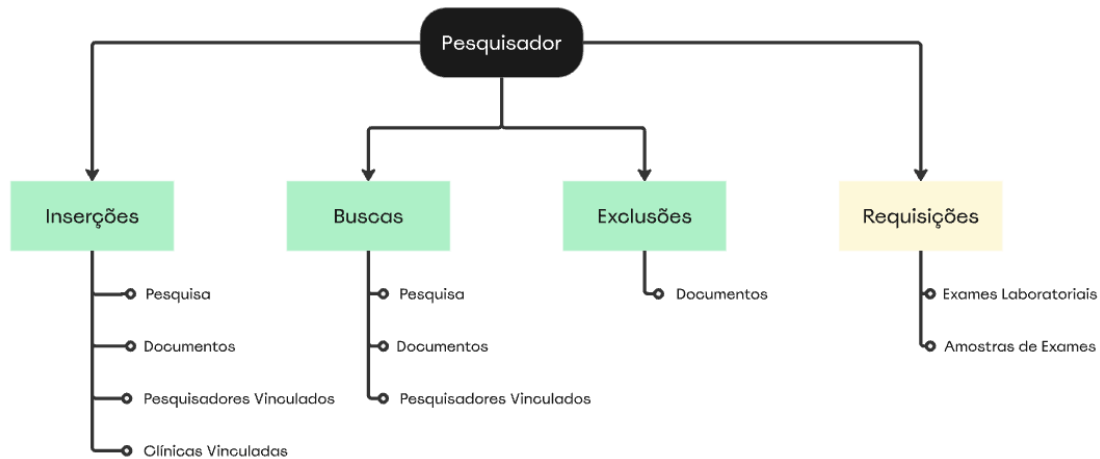 Pesquisador
Inserções
Pesquisa
Documentos
Pesquisadores Vinculados
Clínicas Vinculadas
Buscas
Pesquisa
Documentos
Pesquisadores Vinculados
Exclusões
Documentos
Requisições
Exames Laboratoriais
Amostras de Exames